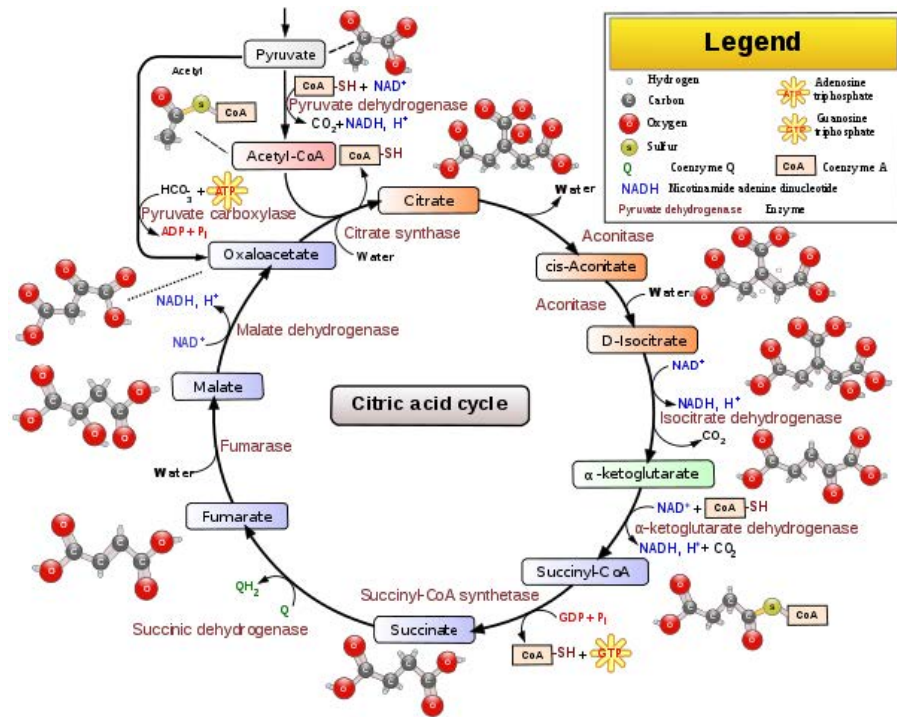 Pyruvate
Acetyl
CoA-SH + NAD⁺
Pyruvate dehydrogenase
CO₂+NADH, H⁺
S CoA
Acetyl-CoA
CoA-SH
HCO₃⁻ + ATP
Pyruvate carboxylase
ADP + Pᵢ
Citrate
Citrate synthase
Water
Oxaloacetate
Water
Aconitase
cis-Aconitate
Aconitase
Water
D-Isocitrate
NAD⁺
NADH, H⁺
Isocitrate dehydrogenase
CO₂
α-ketoglutarate
NAD⁺ + CoA-SH
α-ketoglutarate dehydrogenase
NADH, H⁺+ CO₂
Succinyl-CoA
S CoA
Succinyl-CoA synthetase
GDP + Pᵢ
CoA-SH + GTP
Succinate
QH₂
Q
Succinic dehydrogenase
Fumarate
Water
Fumarase
Malate
NADH, H⁺
NAD⁺
Malate dehydrogenase
Citric acid cycle
Legend
Hydrogen
C Carbon
O Oxygen
S Sulfur
Q Coenzyme Q
ATP Adenosine
triphosphate
GTP Guanosine
triphosphate
CoA Coenzyme A
NADH Nicotinamide adenine dinucleotide
Pyruvate dehydrogenase Enzyme